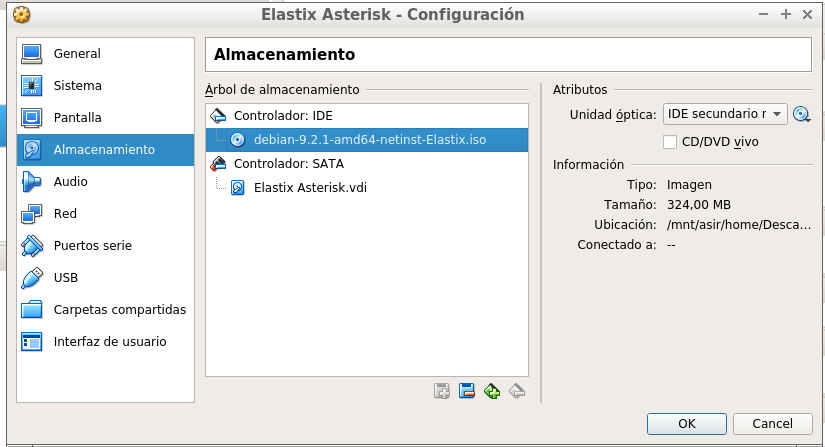 Elastix Asterisk - Configuración
General
Sistema
Pantalla
Almacenamiento
Audio
Red
Puertos serie
USB
Carpetas compartidas
Interfaz de usuario
Almacenamiento
Árbol de almacenamiento
Controlador: IDE
debian-9.2.1-amd64-netinst-Elastix.iso
Controlador: SATA
Elastix Asterisk.vdi
Atributos
Unidad óptica: IDE secundario r
CD/DVD vivo
Información
Tipo: Imagen
Tamaño: 324,00 MB
Ubicación: /mnt/asir/home/Desca...
Conectado a: --
OK
Cancel